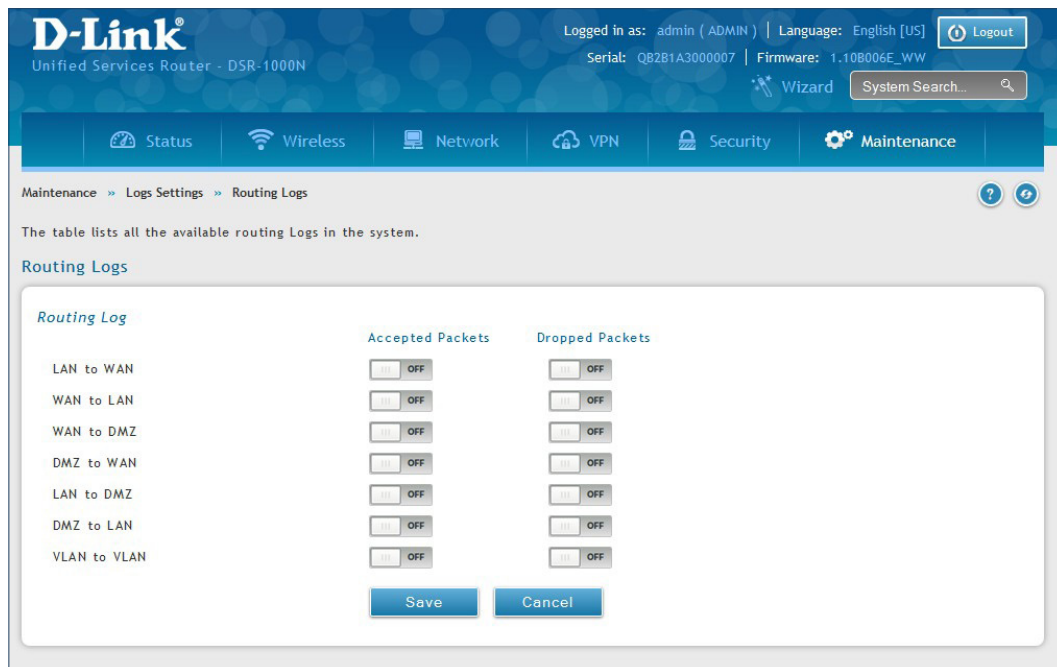 D-Link®
Unified Services Router - DSR-1000N
Logged in as: admin ( ADMIN ) | Language: English [US]
Logout
Serial: QB2B1A3000007 | Firmware: 1.10B006E_WW
Wizard
System Search...
Status
Wireless
Network
VPN
Security
Maintenance
Maintenance » Logs Settings » Routing Logs
?
The table lists all the available routing Logs in the system.
Routing Logs
Routing Log
Accepted Packets Dropped Packets
LAN to WAN OFF OFF
WAN to LAN OFF OFF
WAN to DMZ OFF OFF
DMZ to WAN OFF OFF
LAN to DMZ OFF OFF
DMZ to LAN OFF OFF
VLAN to VLAN OFF OFF
Save Cancel